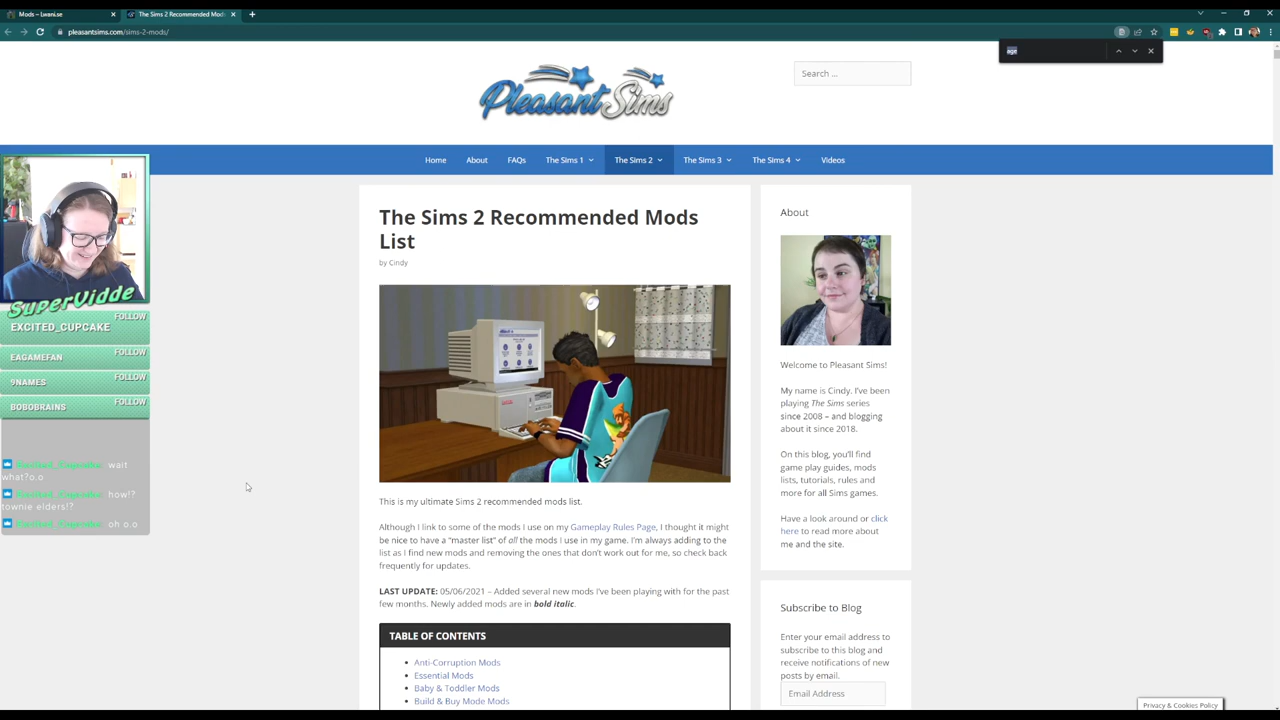 Mods – Lwani.se
The Sims 2 Recommended Mods
pleasantsims.com/sims-2-mods/
age
PleasantSims
Search ...
Home About FAQs The Sims 1 The Sims 2 The Sims 3 The Sims 4 Videos
The Sims 2 Recommended Mods
List
by Cindy
This is my ultimate Sims 2 recommended mods list.
Although I link to some of the mods I use on my Gameplay Rules Page, I thought it might
be nice to have a “master list” of all the mods I use in my game. I’m always adding to the
list as I find new mods and removing the ones that don’t work out for me, so check back
frequently for updates.
LAST UPDATE: 05/06/2021 – Added several new mods I’ve been playing with for the past
few months. Newly added mods are in bold italic.
TABLE OF CONTENTS
• Anti-Corruption Mods
• Essential Mods
• Baby & Toddler Mods
• Build & Buy Mode Mods
About
Welcome to Pleasant Sims!
My name is Cindy. I’ve been
playing The Sims series
since 2008 – and blogging
about it since 2018.
On this blog, you’ll find
game play guides, mods
lists, tutorials, rules and
more for all Sims games.
Have a look around or click
here to read more about
me and the site.
Subscribe to Blog
Enter your email address to
subscribe to this blog and
receive notifications of new
posts by email.
Email Address
Privacy & Cookies Policy
SuperVidde
EXCITED_CUPCAKE FOLLOW
EAGAMEFAN FOLLOW
9NAMES FOLLOW
BOBOBRAINS FOLLOW
Excited_Cupcake: wait
what?o.o
Excited_Cupcake: how!?
townie elders!?
Excited_Cupcake: oh o.o